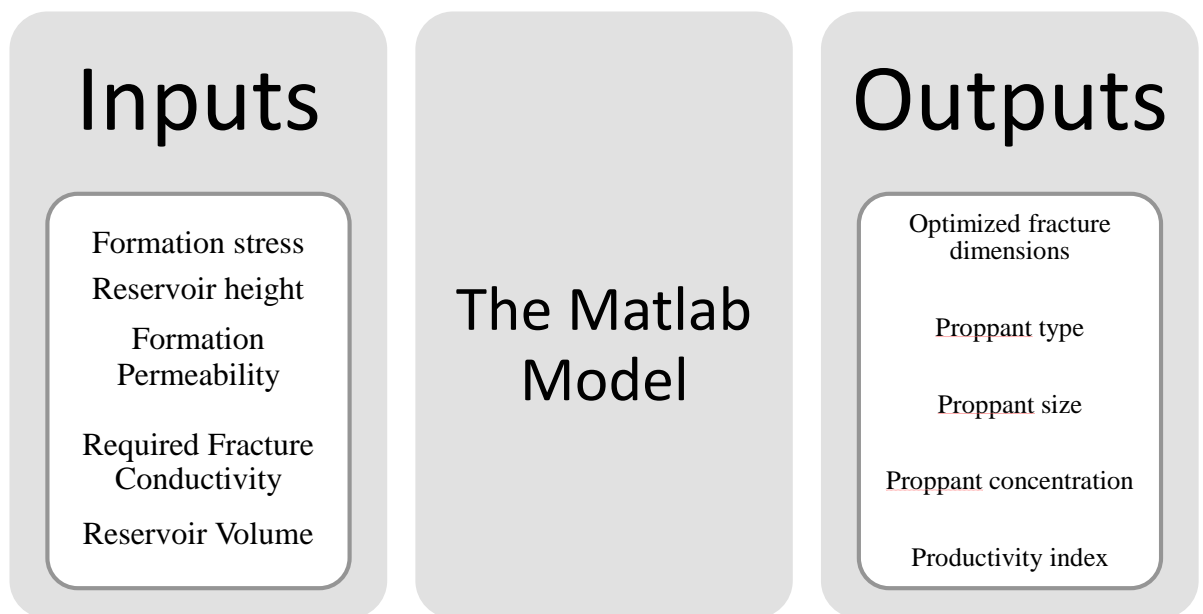 Inputs
Formation stress
Reservoir height
Formation
Permeability
Required Fracture
Conductivity
Reservoir Volume
The Matlab
Model
Outputs
Optimized fracture
dimensions
Proppant type
Proppant size
Proppant concentration
Productivity index